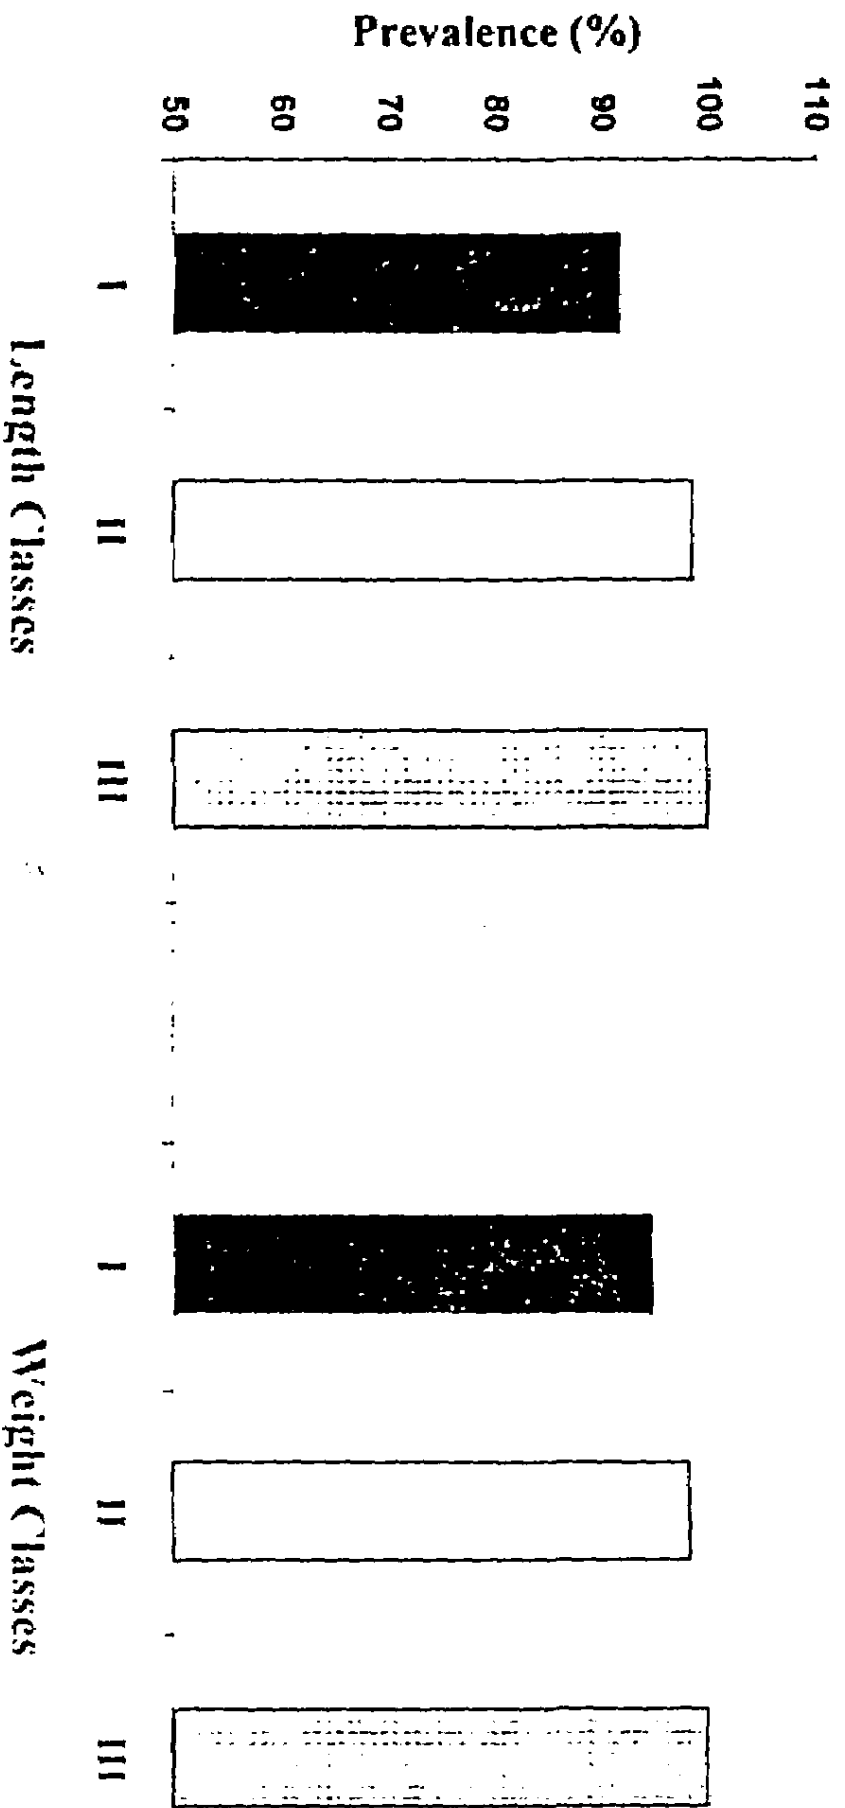 Prevalence (%)
110
100
90
80
70
60
50
I
II
III
I
II
III
Length Classes
Weight Classes